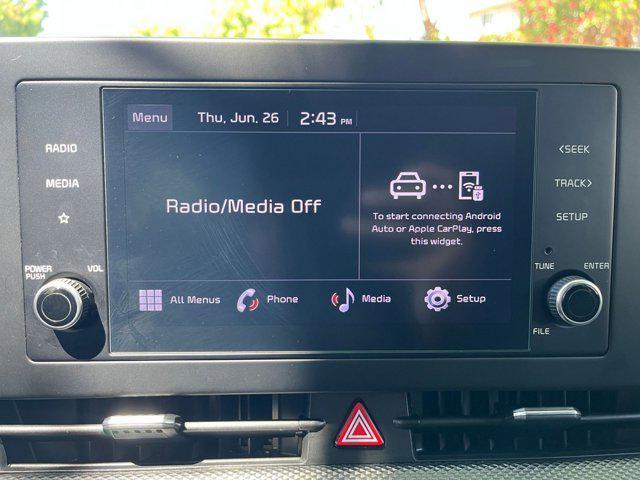 Menu Thu, Jun. 26 2:43 PM
RADIO
MEDIA
POWER
PUSH
VOL
Radio/Media Off
To start connecting Android
Auto or Apple CarPlay, press
this widget.
All Menus Phone Media Setup
<SEEK
TRACK>
SETUP
TUNE ENTER
FILE